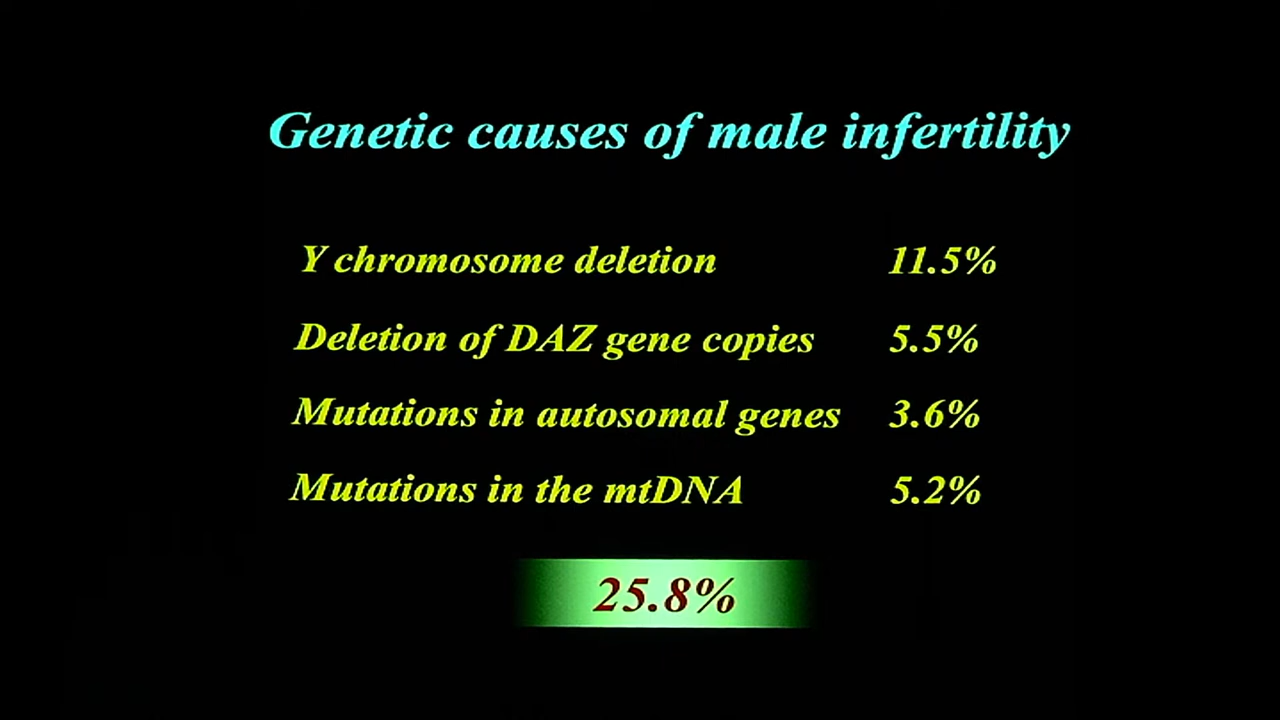 Genetic causes of male infertility
Y chromosome deletion 11.5%
Deletion of DAZ gene copies 5.5%
Mutations in autosomal genes 3.6%
Mutations in the mtDNA 5.2%
25.8%